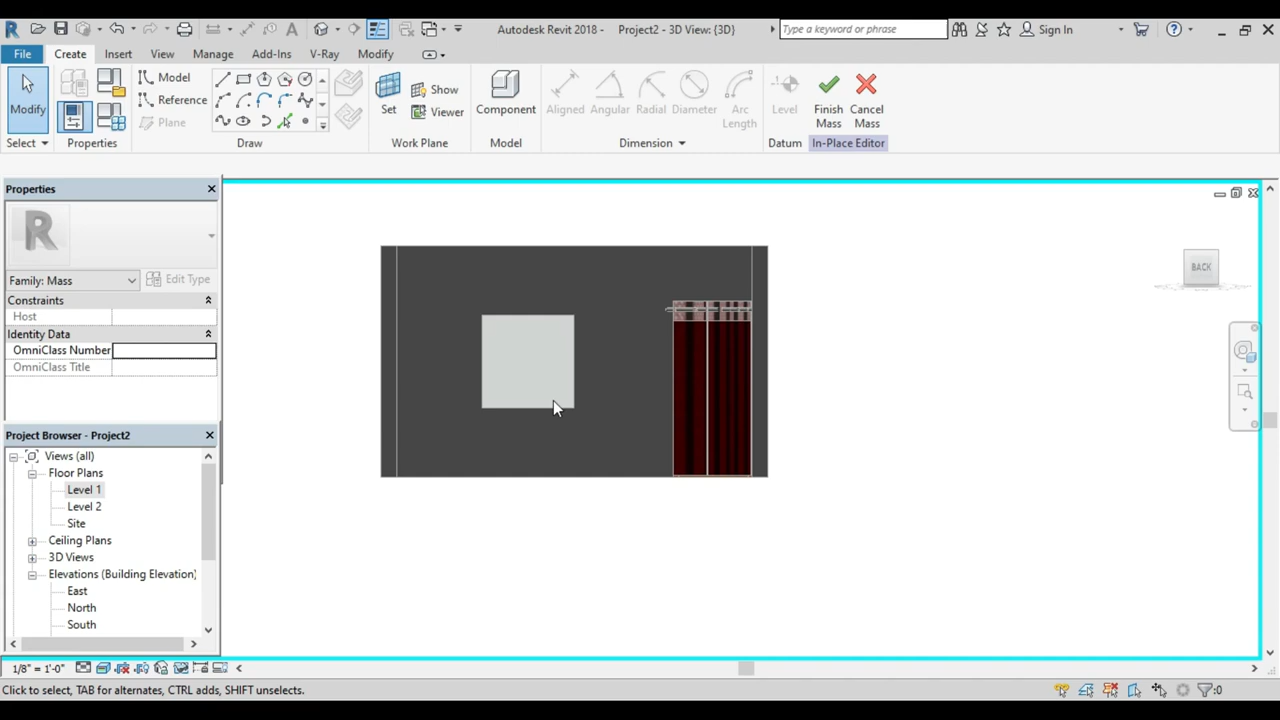 Autodesk Revit 2018 - Project2 - 3D View: {3D}
Type a keyword or phrase
Sign In
File Create Insert View Manage Add-Ins V-Ray Modify
Modify
Model
Reference
Plane
Set
Show
Viewer
Component
Aligned Angular Radial Diameter Arc Length
Level
Finish Mass
Cancel Mass
Select Properties Draw Work Plane Model Dimension Datum In-Place Editor
Properties
R
Family: Mass
Edit Type
Constraints
Host
Identity Data
OmniClass Number
OmniClass Title
BACK
Project Browser - Project2
Views (all)
Floor Plans
Level 1
Level 2
Site
Ceiling Plans
3D Views
Elevations (Building Elevation)
East
North
South
1/8" = 1'-0"
Click to select, TAB for alternates, CTRL adds, SHIFT unselects.
:0